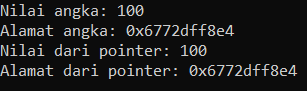 Nilai angka: 100
Alamat angka: 0x6772dff8e4
Nilai dari pointer: 100
Alamat dari pointer: 0x6772dff8e4